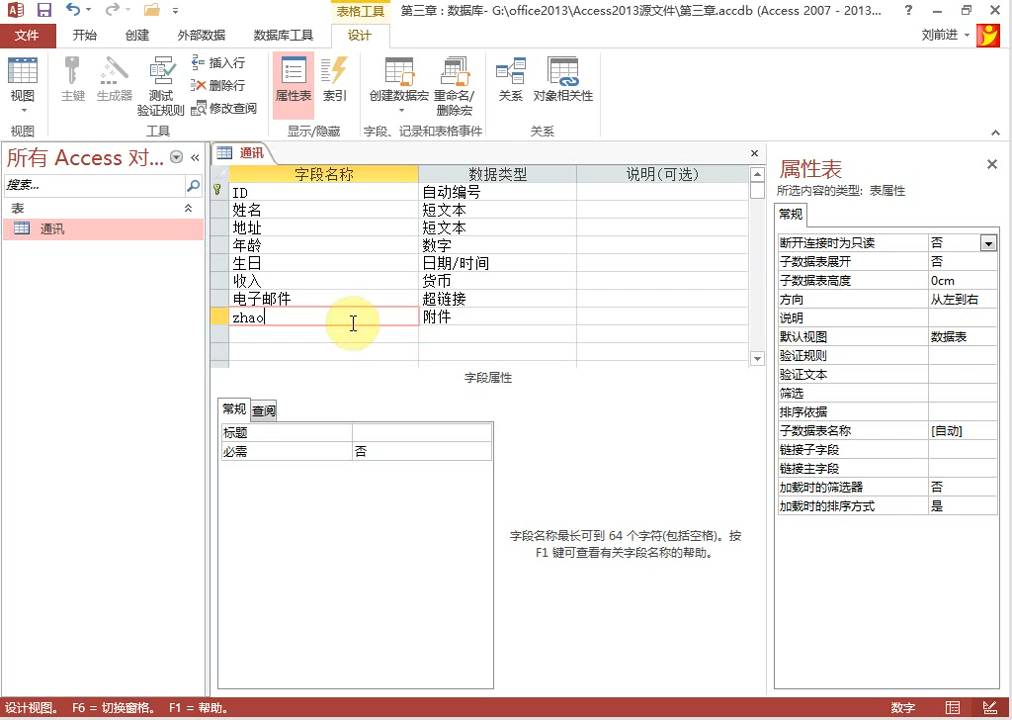 表格工具
第三章 : 数据库- G:\office2013\Access2013源文件\第三章.accdb (Access 2007 - 2013...
文件 开始 创建 外部数据 数据库工具 设计 刘前进
视图 主键 生成器 测试 验证规则 插入行 删除行 修改查阅 属性表 索引 创建数据宏 重命名/ 删除宏 关系 对象相关性
视图 工具 显示/隐藏 字段、记录和表格事件 关系
所有 Access 对...
搜索...
表
通讯
通讯
字段名称 数据类型 说明(可选)
ID 自动编号
姓名 短文本
地址 短文本
年龄 数字
生日 日期/时间
收入 货币
电子邮件 超链接
zhao 附件
字段属性
常规 查阅
标题
必需 否
字段名称最长可到 64 个字符(包括空格)。按
F1 键可查看有关字段名称的帮助。
属性表
所选内容的类型: 表属性
常规
断开连接时为只读 否
子数据表展开 否
子数据表高度 0cm
方向 从左到右
说明
默认视图 数据表
验证规则
验证文本
筛选
排序依据
子数据表名称 [自动]
链接子字段
链接主字段
加载时的筛选器 否
加载时的排序方式 是
设计视图。 F6 = 切换窗格。 F1 = 帮助。 数字